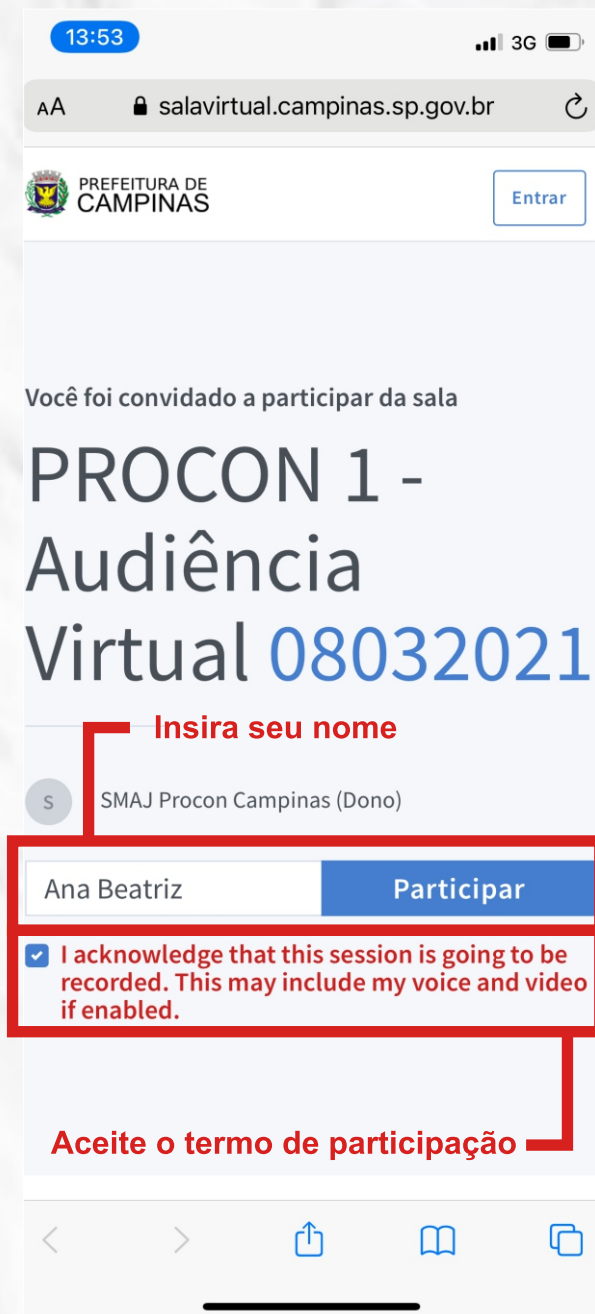 13:53
3G
AA salavirtual.campinas.sp.gov.br
PREFEITURA DE
CAMPINAS
Entrar
Você foi convidado a participar da sala
PROCON 1 -
Audiência
Virtual 08032021
Insira seu nome
S SMAJ Procon Campinas (Dono)
Ana Beatriz Participar
I acknowledge that this session is going to be
recorded. This may include my voice and video
if enabled.
Aceite o termo de participação